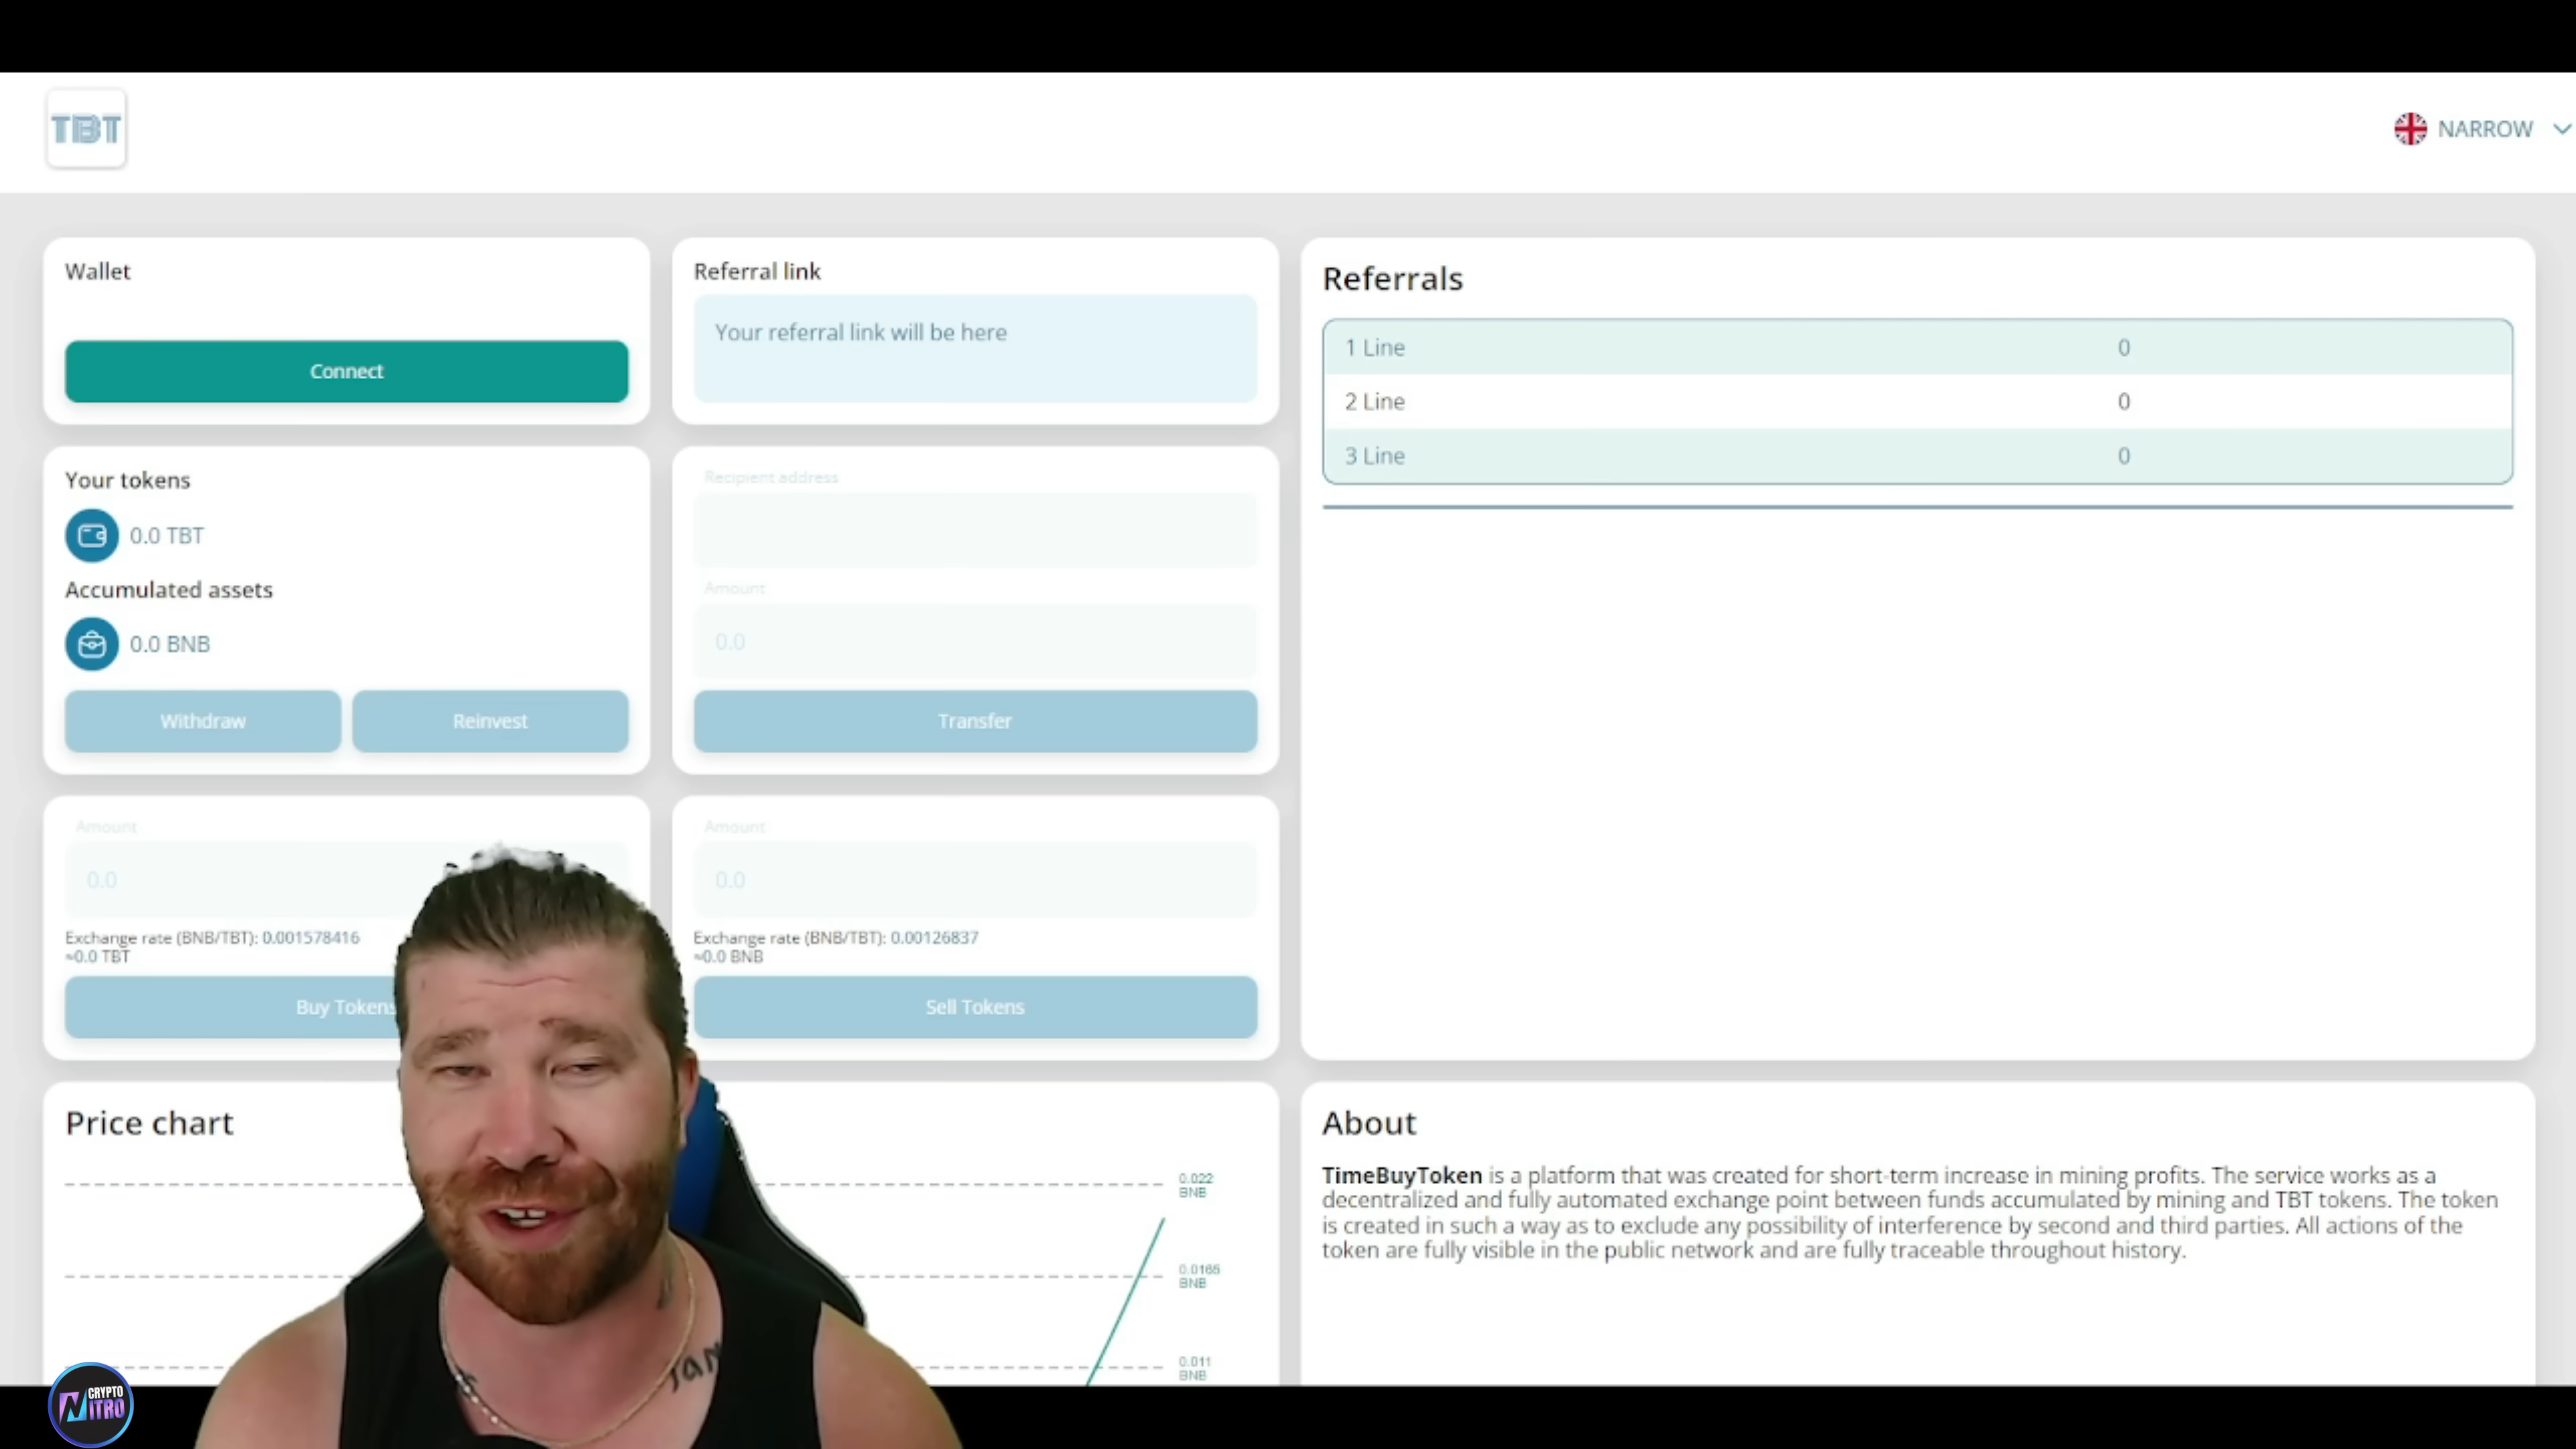 TBT
NARROW
Wallet
Connect
Referral link
Your referral link will be here
Referrals
1 Line 0
2 Line 0
3 Line 0
Your tokens
0.0 TBT
Accumulated assets
0.0 BNB
Withdraw
Reinvest
Recipient address
Amount
0.0
Transfer
Amount
0.0
Exchange rate (BNB/TBT): 0.001578416
≈0.0 TBT
Buy Tokens
Amount
0.0
Exchange rate (BNB/TBT): 0.00126837
≈0.0 BNB
Sell Tokens
Price chart
0.022
BNB
0.0165
BNB
0.011
BNB
About
TimeBuyToken is a platform that was created for short-term increase in mining profits. The service works as a
decentralized and fully automated exchange point between funds accumulated by mining and TBT tokens. The token
is created in such a way as to exclude any possibility of interference by second and third parties. All actions of the
token are fully visible in the public network and are fully traceable throughout history.
CRYPTO
NITRO